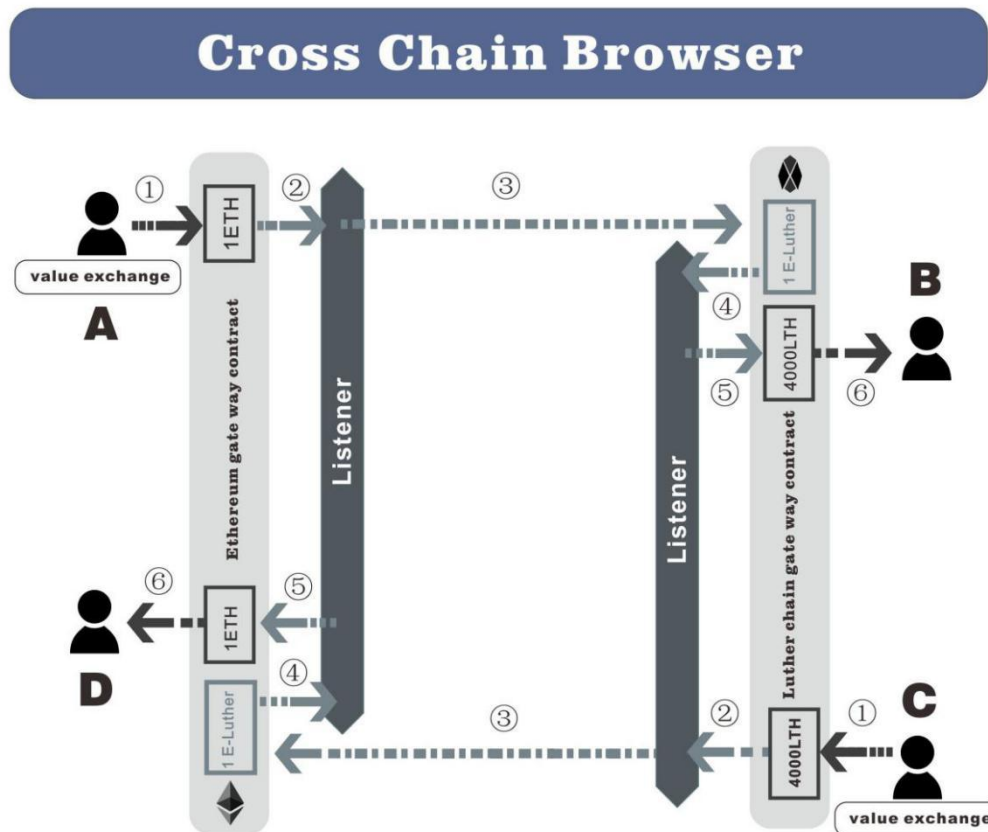 Cross Chain Browser
①
②
③
1ETH
1 E-Luther
value exchange
A
④
B
4000LTH
⑤
⑥
Ethereum gate way contract
Listener
Listener
Luther chain gate way contract
⑥
⑤
1ETH
D
④
1 E-Luther
③
②
①
C
4000LTH
value exchange